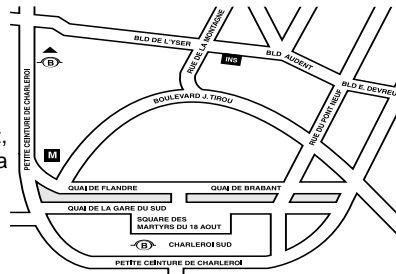 BLD DE L'YSER
RUE DE LA MONTAGNE
INS
BLD AUDENT
BLD E. DEVREU
B
PETITE CEINTURE DE CHARLEROI
BOULEVARD J. TIROU
RUE DU PONT NEUF
t,
a
M
QUAI DE FLANDRE
QUAI DE BRABANT
QUAI DE LA GARE DU SUD
SQUARE DES
MARTYRS DU 18 AOUT
B
CHARLEROI SUD
PETITE CEINTURE DE CHARLEROI